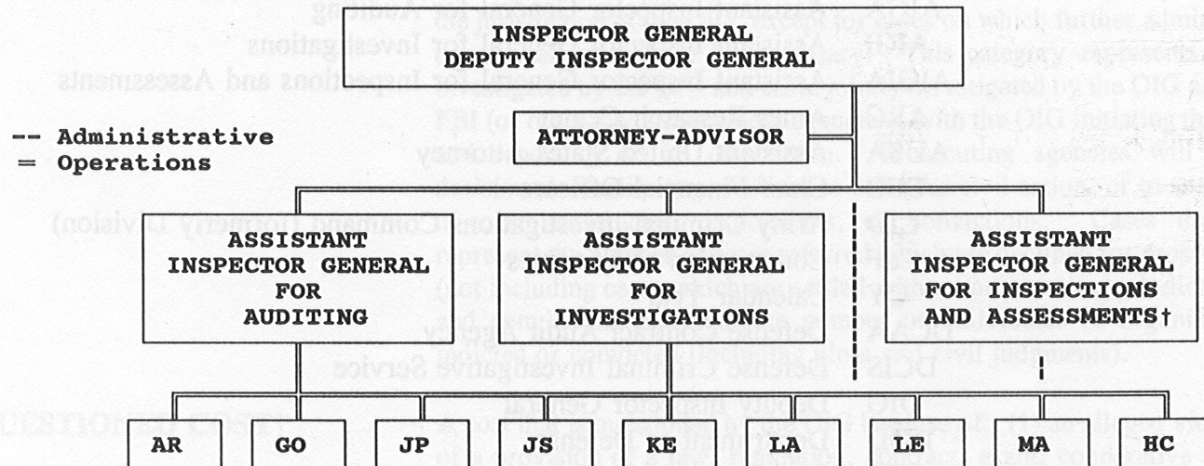 INSPECTOR GENERAL
DEPUTY INSPECTOR GENERAL
-- Administrative
= Operations
ATTORNEY-ADVISOR
ASSISTANT
INSPECTOR GENERAL
FOR
AUDITING
ASSISTANT
INSPECTOR GENERAL
FOR
INVESTIGATIONS
ASSISTANT
INSPECTOR GENERAL
FOR INSPECTIONS
AND ASSESSMENTS†
AR GO JP JS KE LA LE MA HC